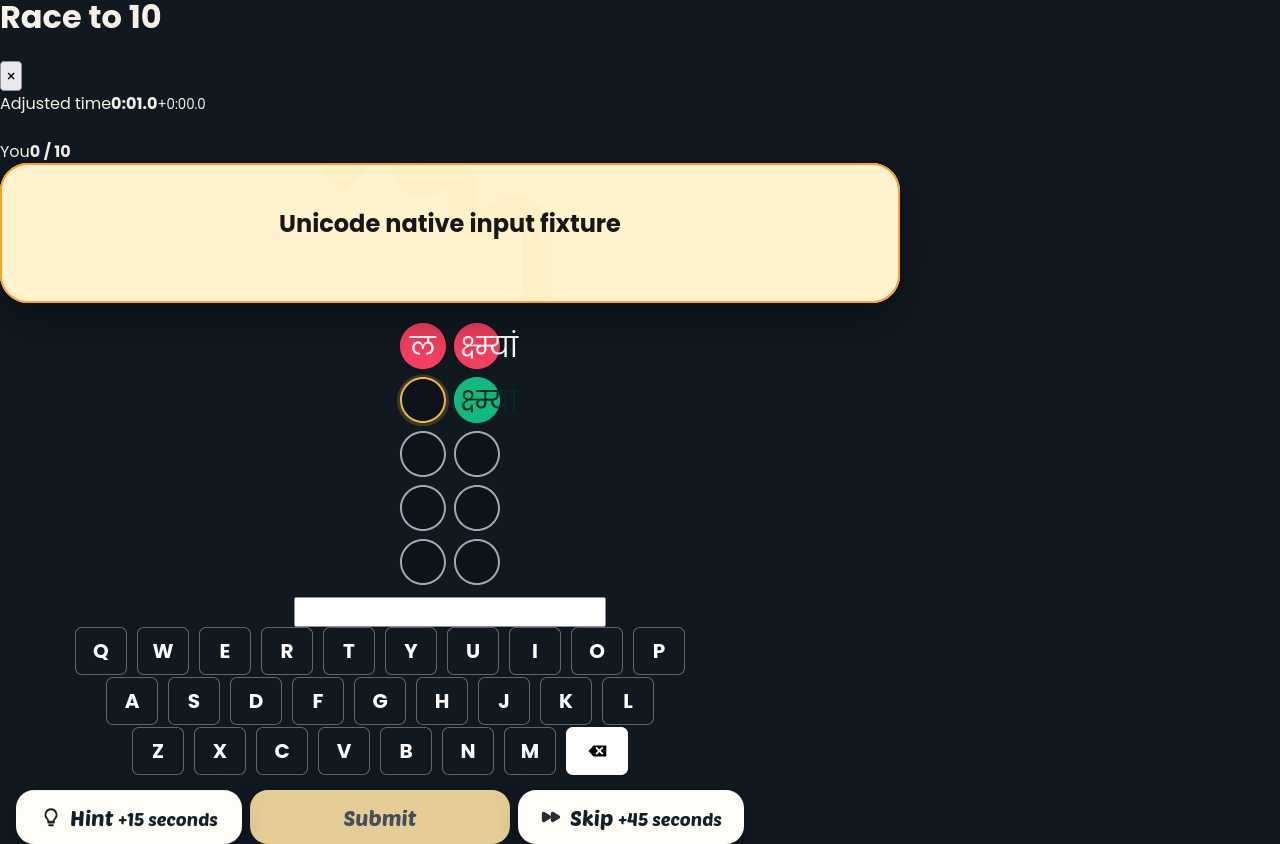 Race to 10
×
Adjusted time0:01.0+0:00.0
You0 / 10
Unicode native input fixture
ल क्ष्म्यां
क्ष्म्यां
Q W E R T Y U I O P
A S D F G H J K L
Z X C V B N M
Hint +15 seconds Submit Skip +45 seconds